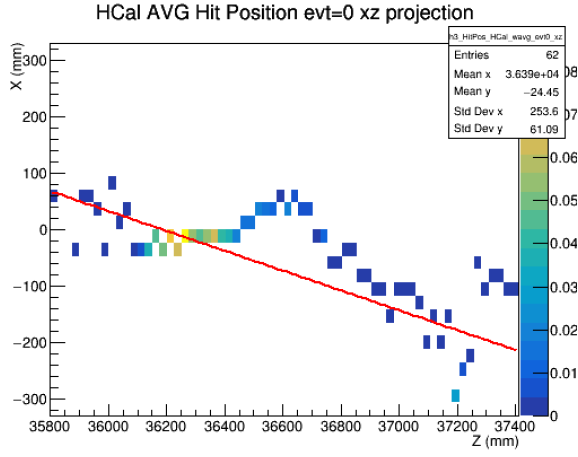 HCal AVG Hit Position evt=0 xz projection
h3_HitPos_HCal_wavg_evt0_xz
Entries 62
Mean x 3.639e+04
Mean y −24.45
Std Dev x 253.6
Std Dev y 61.09
X (mm)
300
200
100
0
−100
−200
−300
35800 36000 36200 36400 36600 36800 37000 37200 37400
Z (mm)
0.06
0.05
0.04
0.03
0.02
0.01
0